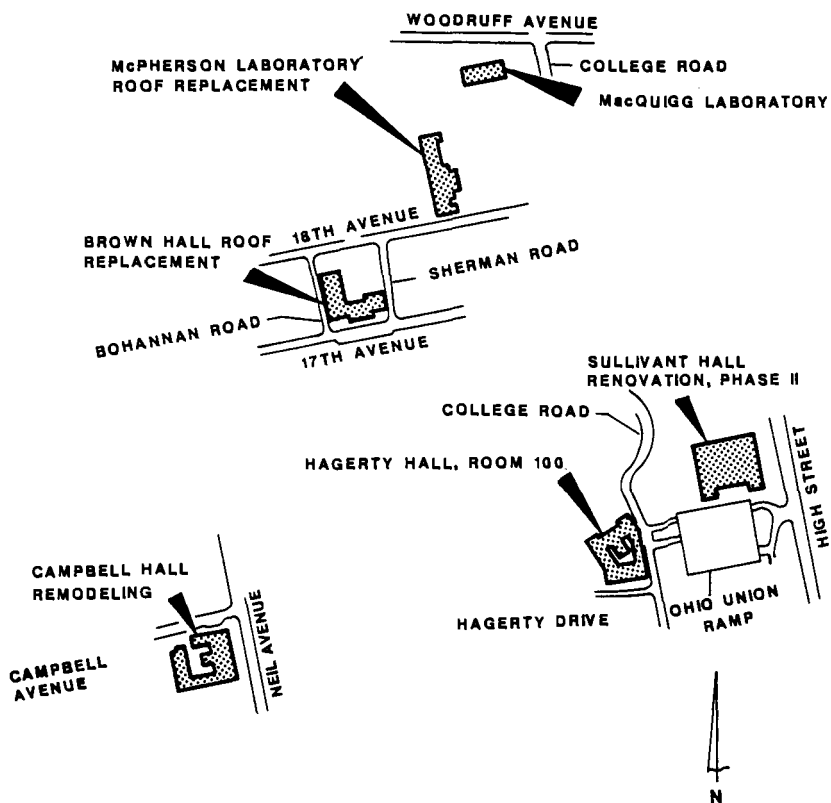 WOODRUFF AVENUE
McPHERSON LABORATORY
ROOF REPLACEMENT
COLLEGE ROAD
MacQUIGG LABORATORY
18TH AVENUE
BROWN HALL ROOF
REPLACEMENT
SHERMAN ROAD
BOHANNAN ROAD
17TH AVENUE
SULLIVANT HALL
RENOVATION, PHASE II
COLLEGE ROAD
HAGERTY HALL, ROOM 100
HIGH STREET
CAMPBELL HALL
REMODELING
HAGERTY DRIVE
OHIO UNION
RAMP
NEIL AVENUE
CAMPBELL
AVENUE
N